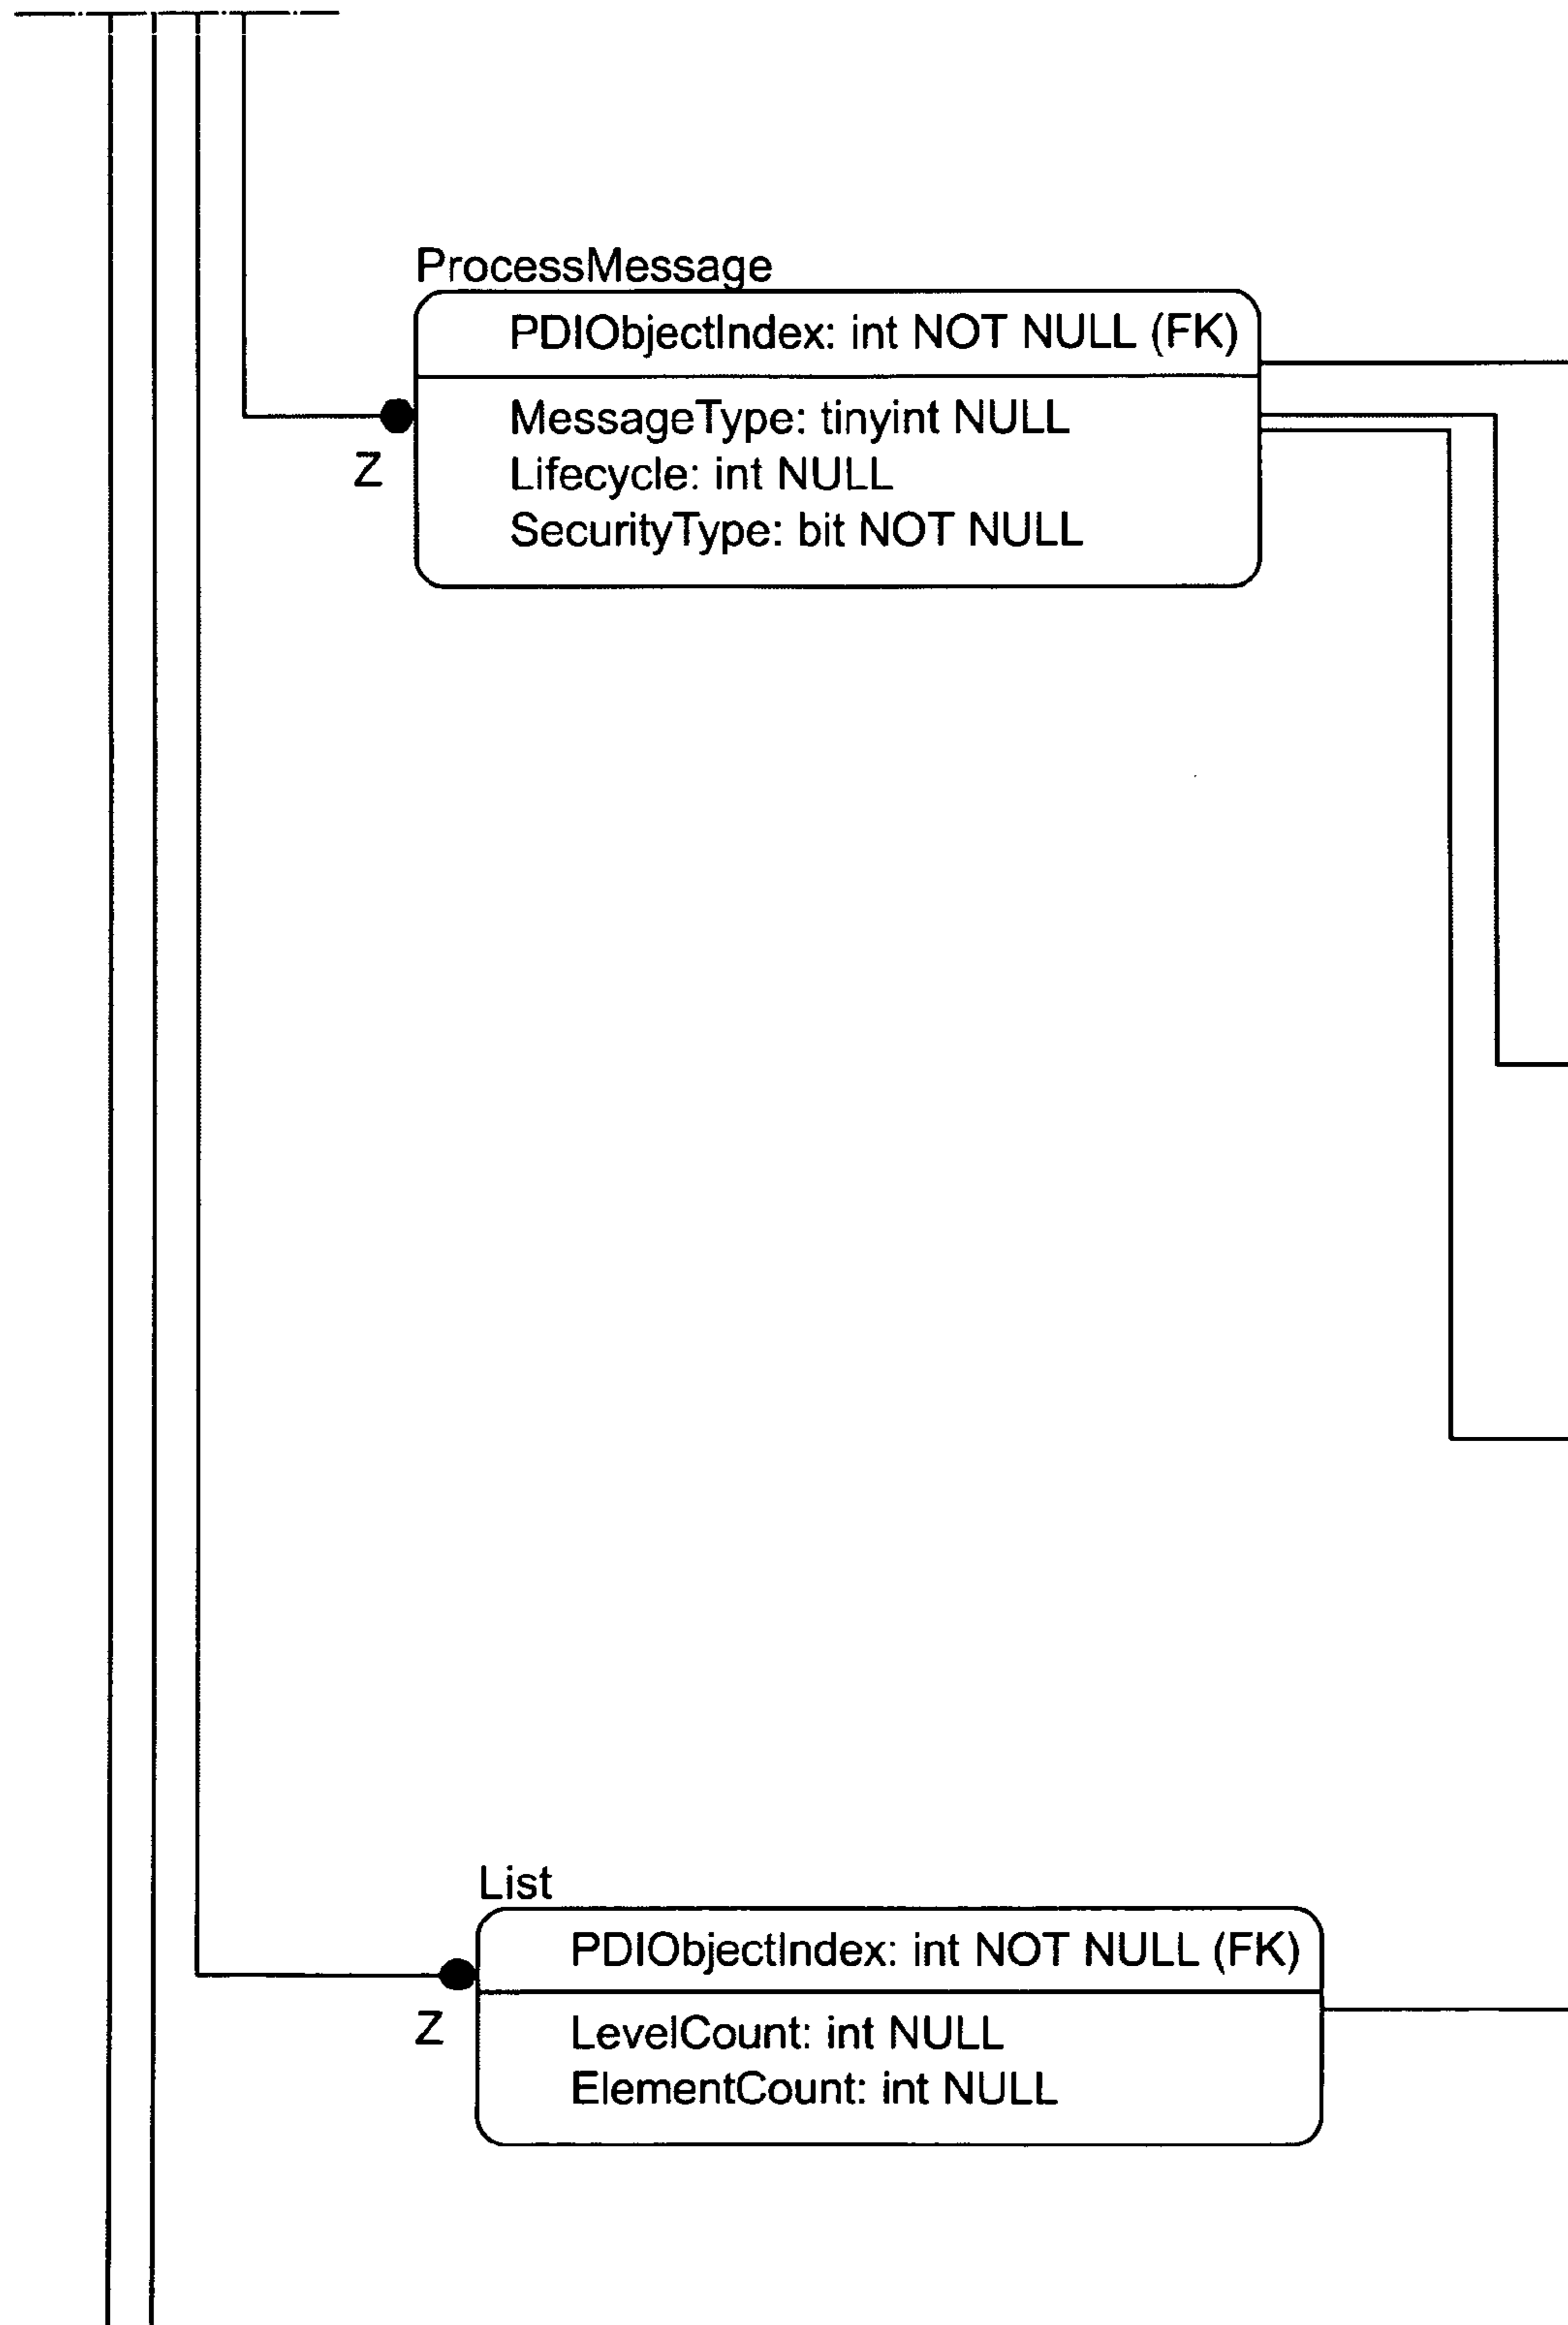 ProcessMessage
PDIObjectIndex: int NOT NULL (FK)
MessageType: tinyint NULL
Lifecycle: int NULL
SecurityType: bit NOT NULL
Z
List
PDIObjectIndex: int NOT NULL (FK)
LevelCount: int NULL
ElementCount: int NULL
Z